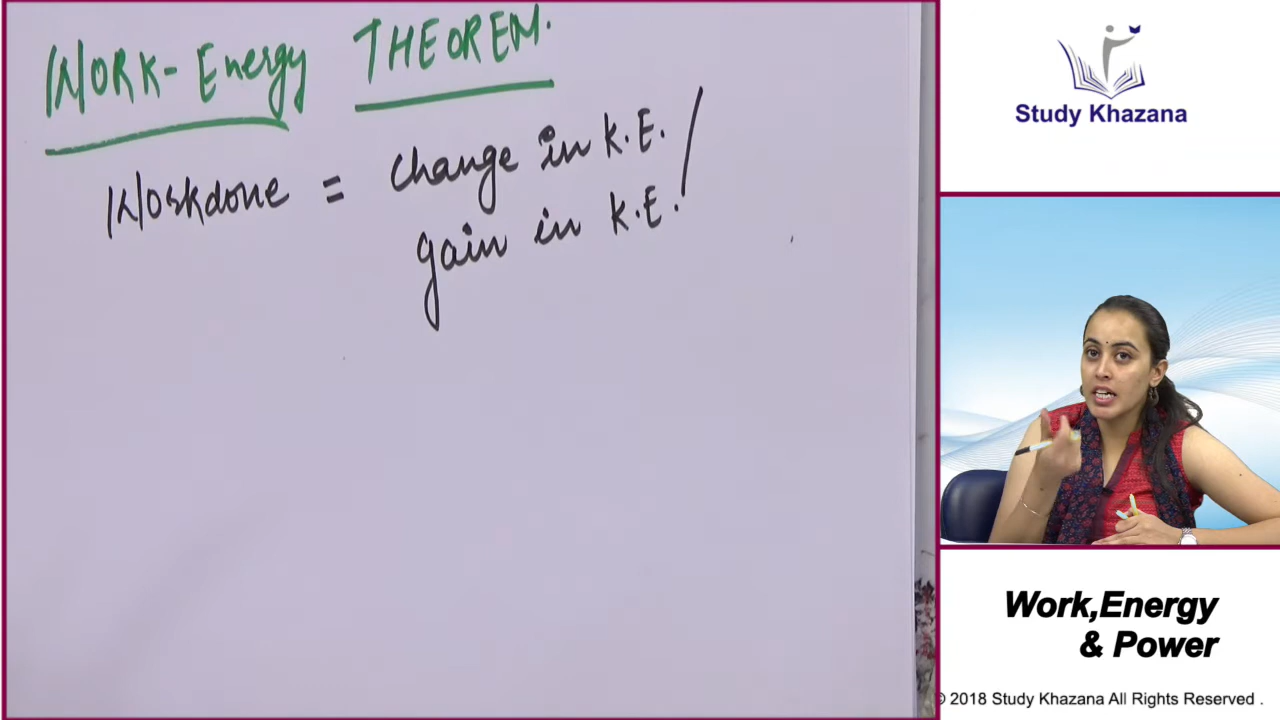 WORK-Energy THEOREM.
Workdone = change in K.E. /
gain in K.E.
Study Khazana
Work,Energy
& Power
© 2018 Study Khazana All Rights Reserved .